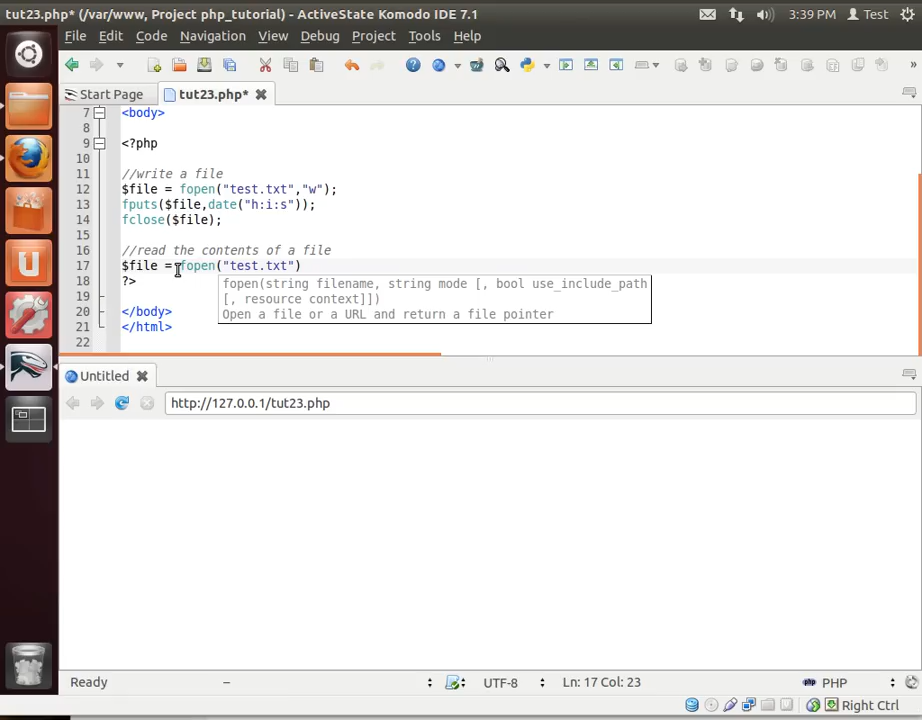 tut23.php* (/var/www, Project php_tutorial) - ActiveState Komodo IDE 7.1
3:39 PM Test
File Edit Code Navigation View Debug Project Tools Help
»
Start Page tut23.php*
7 <body>
8
9 <?php
10
11 //write a file
12 $file = fopen("test.txt","w");
13 fputs($file,date("h:i:s"));
14 fclose($file);
15
16 //read the contents of a file
17 $file = fopen("test.txt")
18 ?>
fopen(string filename, string mode [, bool use_include_path
[, resource context]])
Open a file or a URL and return a file pointer
19
20 </body>
21 </html>
22
Untitled
http://127.0.0.1/tut23.php
Ready – UTF-8 Ln: 17 Col: 23 php PHP
Right Ctrl